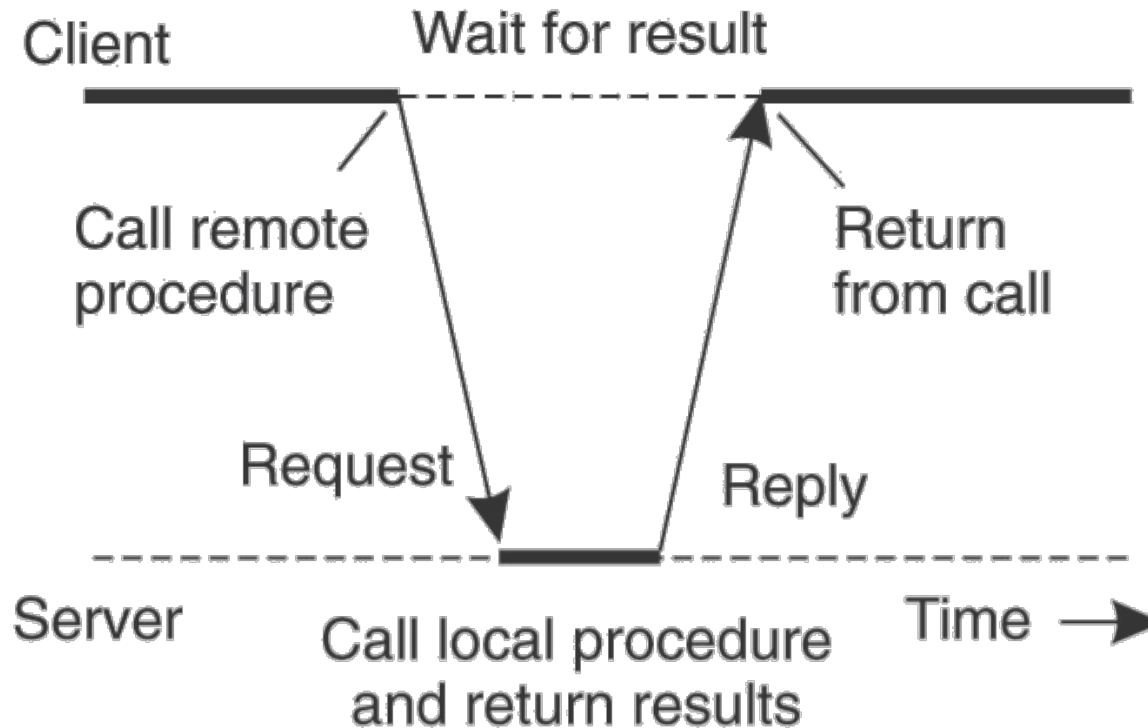 Client
Wait for result
Call remote
procedure
Return
from call
Request
Reply
Server
Call local procedure
and return results
Time